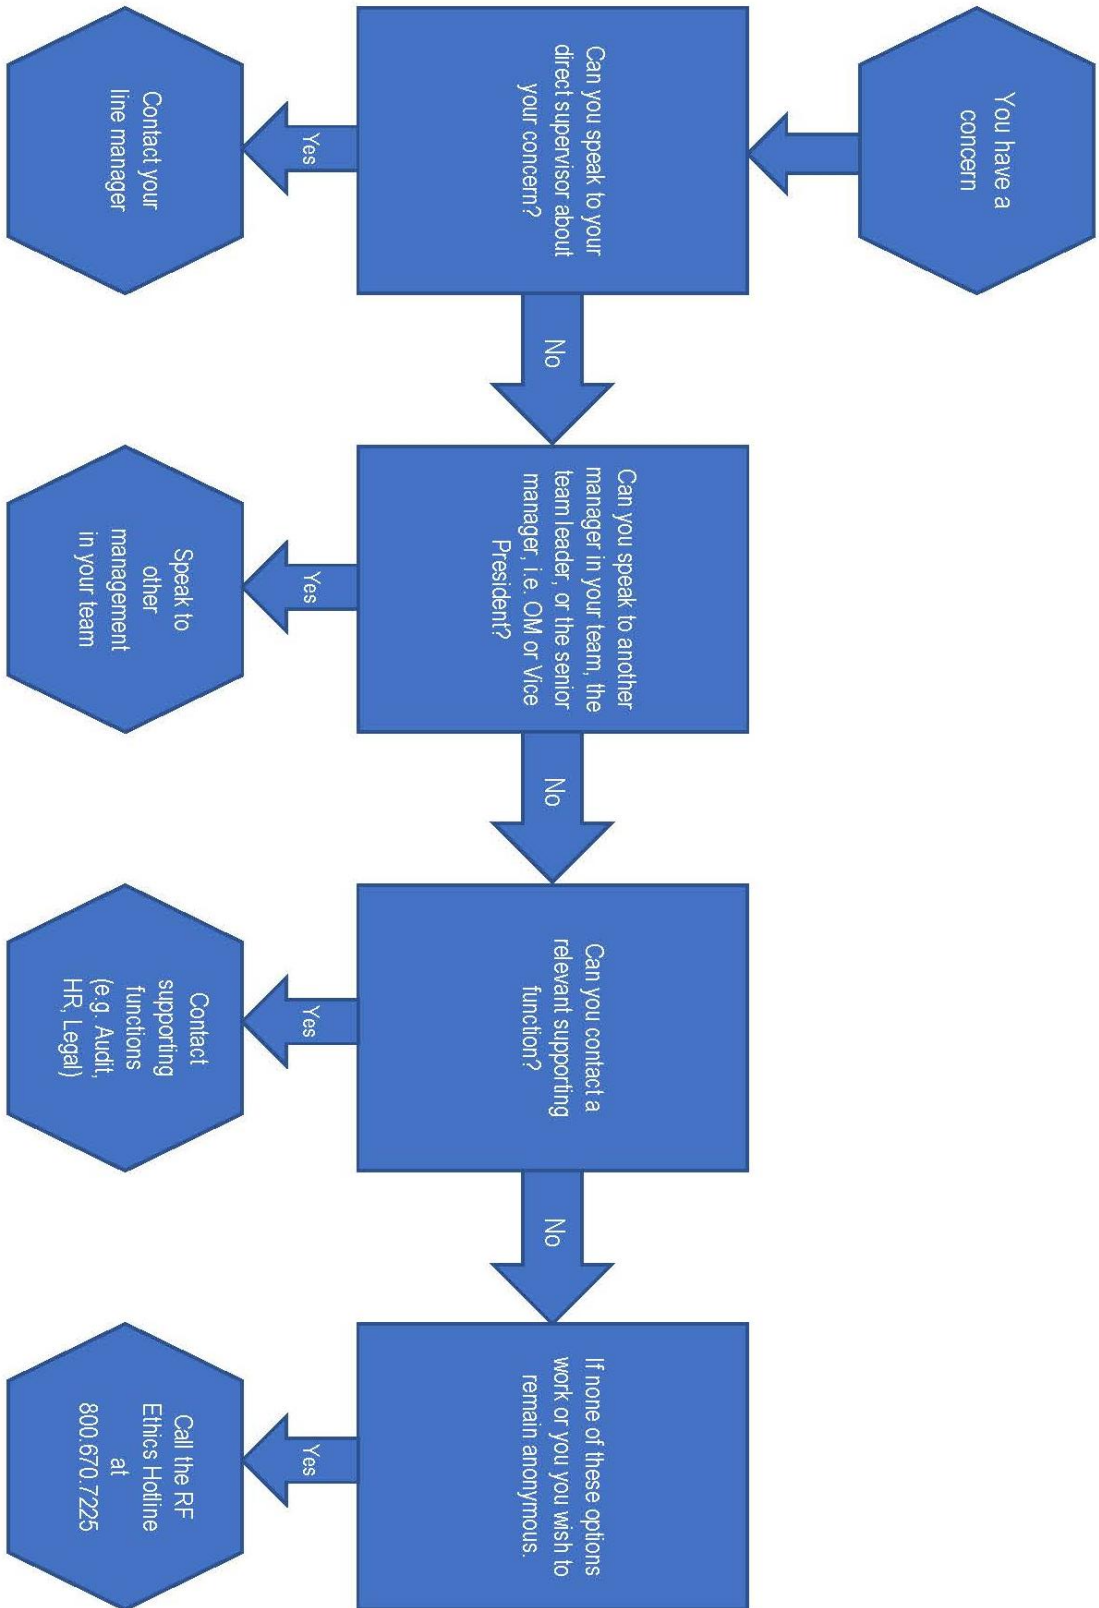 You have a
concern
Can you speak to your
direct supervisor about
your concern?
Yes
Contact your
line manager
No
Can you speak to another
manager in your team, the
team leader, or the senior
manager, i.e. OM or Vice
President?
Yes
Speak to
other
management
in your team
No
Can you contact a
relevant supporting
function?
Yes
Contact
supporting
functions
(e.g. Audit,
HR, Legal)
No
If none of these options
work or you you wish to
remain anonymous.
Yes
Call the RF
Ethics Hotline
at
800.670.7225